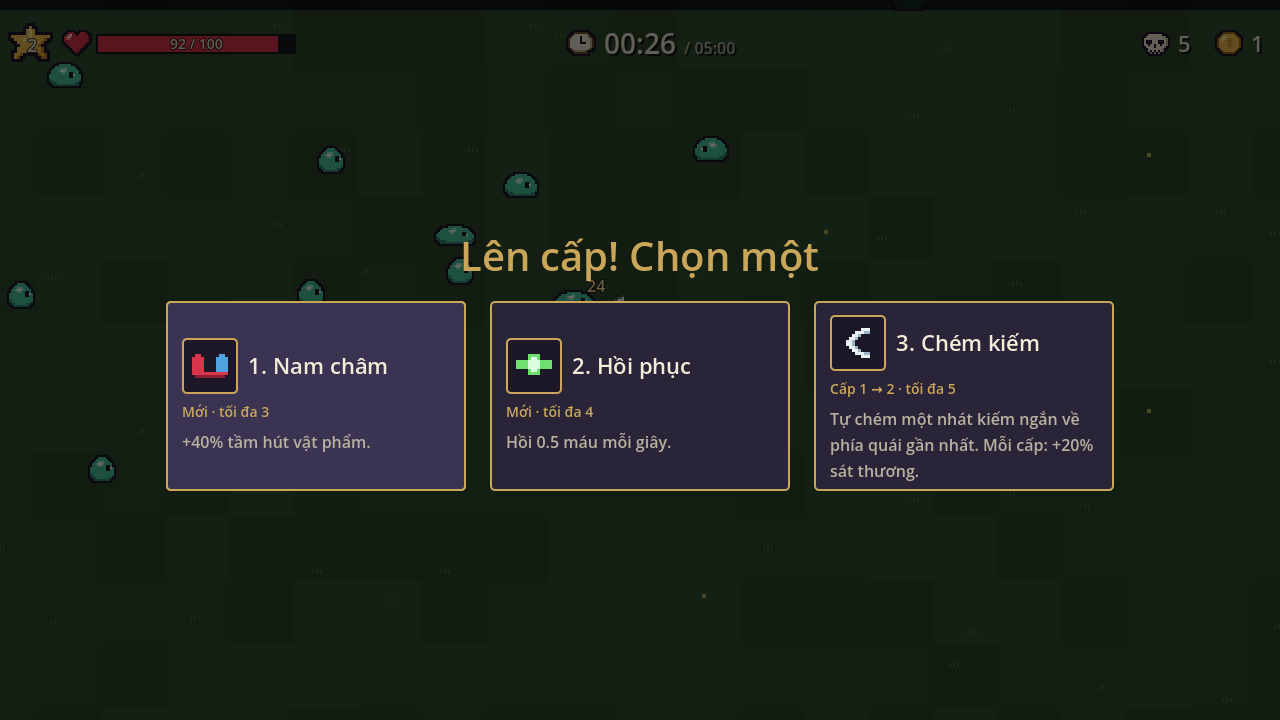 2
92 / 100
00:26 / 05:00
5
1
Lên cấp! Chọn một
24
1. Nam châm
Mới · tối đa 3
+40% tầm hút vật phẩm.
2. Hồi phục
Mới · tối đa 4
Hồi 0.5 máu mỗi giây.
3. Chém kiếm
Cấp 1 → 2 · tối đa 5
Tự chém một nhát kiếm ngắn về
phía quái gần nhất. Mỗi cấp: +20%
sát thương.